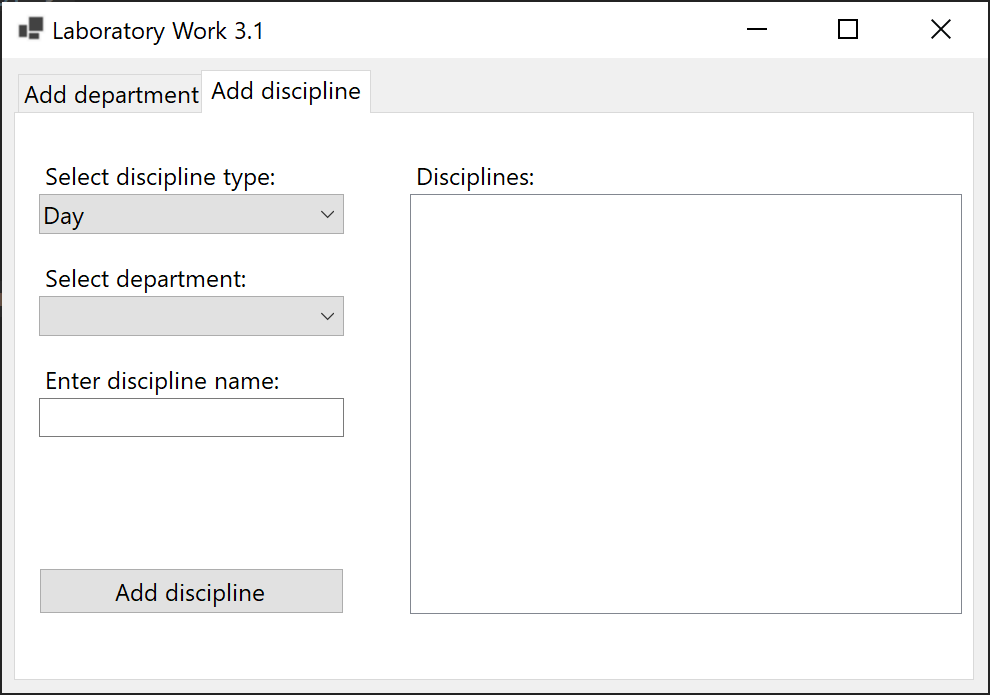 Laboratory Work 3.1
Add department
Add discipline
Select discipline type:
Day
Select department:
Enter discipline name:
Add discipline
Disciplines: